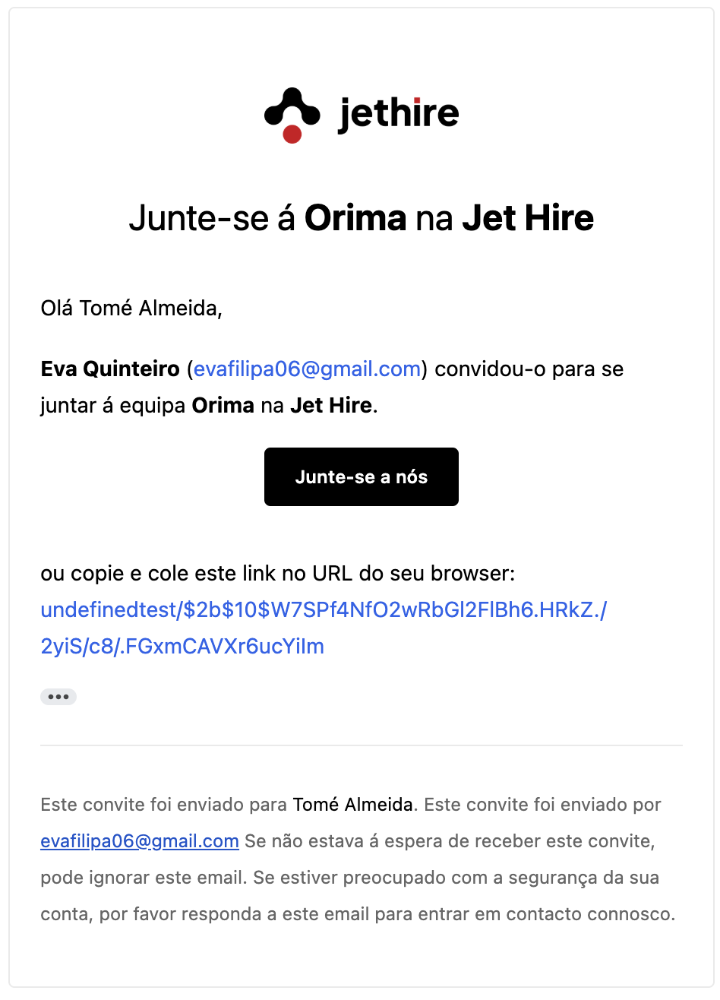 jethire
Junte-se á Orima na Jet Hire
Olá Tomé Almeida,
Eva Quinteiro (evafilipa06@gmail.com) convidou-o para se
juntar á equipa Orima na Jet Hire.
Junte-se a nós
ou copie e cole este link no URL do seu browser:
undefinedtest/$2b$10$W7SPf4NfO2wRbGl2FlBh6.HRkZ./
2yiS/c8/.FGxmCAVXr6ucYiIm
Este convite foi enviado para Tomé Almeida. Este convite foi enviado por
evafilipa06@gmail.com Se não estava á espera de receber este convite,
pode ignorar este email. Se estiver preocupado com a segurança da sua
conta, por favor responda a este email para entrar em contacto connosco.